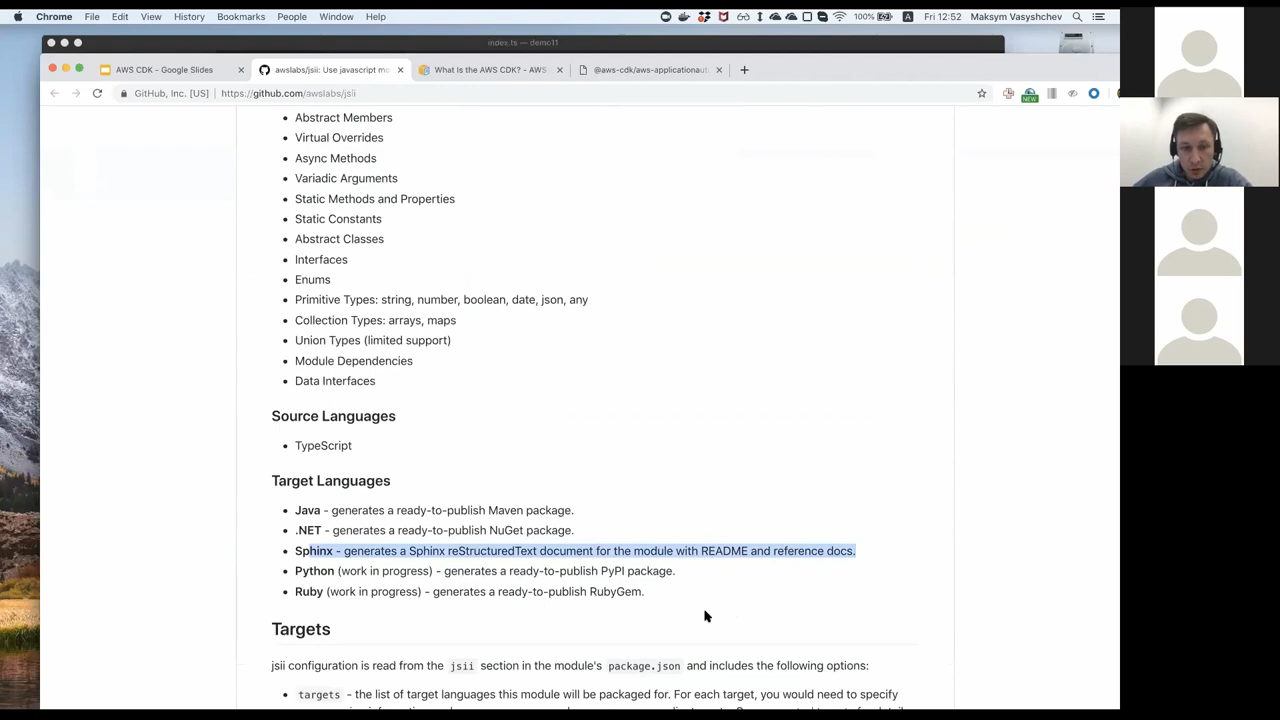 Chrome File Edit View History Bookmarks People Window Help
100% Fri 12:52 Maksym Vasyshchev
index.ts — demo11
AWS CDK - Google Slides
awslabs/jsii: Use javascript mo
What Is the AWS CDK? - AWS
@aws-cdk/aws-applicationauto
GitHub, Inc. [US] https://github.com/awslabs/jsii
NEW
• Abstract Members
• Virtual Overrides
• Async Methods
• Variadic Arguments
• Static Methods and Properties
• Static Constants
• Abstract Classes
• Interfaces
• Enums
• Primitive Types: string, number, boolean, date, json, any
• Collection Types: arrays, maps
• Union Types (limited support)
• Module Dependencies
• Data Interfaces
Source Languages
• TypeScript
Target Languages
• Java - generates a ready-to-publish Maven package.
• .NET - generates a ready-to-publish NuGet package.
• Sphinx - generates a Sphinx reStructuredText document for the module with README and reference docs.
• Python (work in progress) - generates a ready-to-publish PyPI package.
• Ruby (work in progress) - generates a ready-to-publish RubyGem.
Targets
jsii configuration is read from the jsii section in the module's package.json and includes the following options:
• targets - the list of target languages this module will be packaged for. For each target, you would need to specify